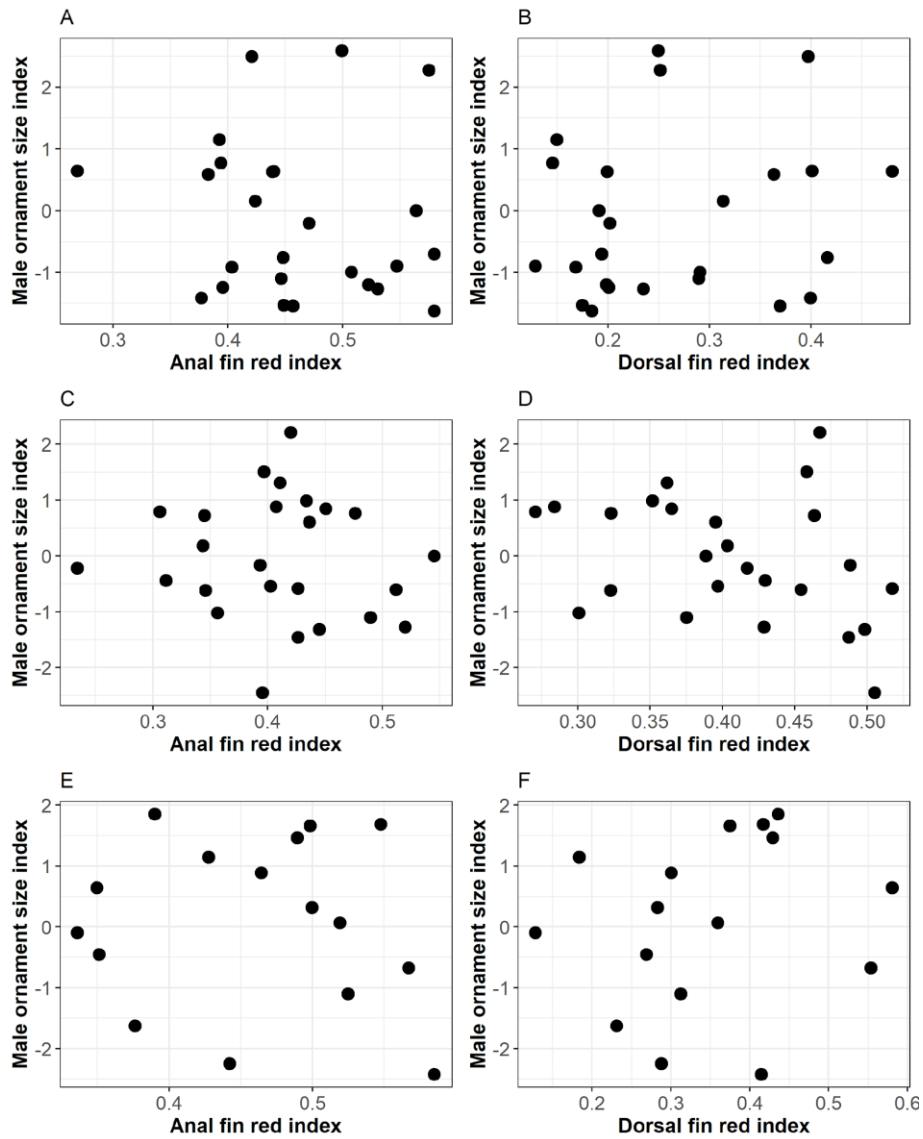 A
B
Male ornament size index
2
1
0
-1
0.3
0.4
0.5
Anal fin red index
Male ornament size index
2
1
0
-1
0.2
0.3
0.4
Dorsal fin red index
C
D
Male ornament size index
2
1
0
-1
-2
0.3
0.4
0.5
Anal fin red index
Male ornament size index
2
1
0
-1
-2
0.30
0.35
0.40
0.45
0.50
Dorsal fin red index
E
F
Male ornament size index
2
1
0
-1
-2
0.4
0.5
Anal fin red index
Male ornament size index
2
1
0
-1
-2
0.2
0.3
0.4
0.5
0.6
Dorsal fin red index